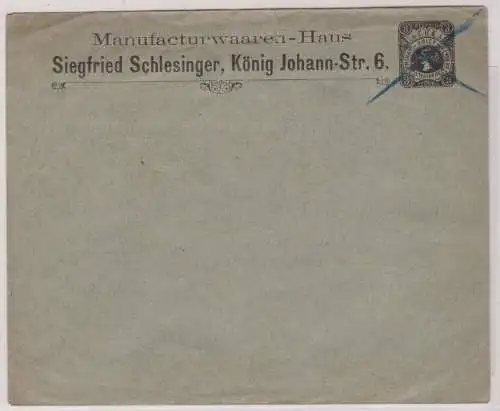 Manufacturwaaren-Haus
Siegfried Schlesinger, König Johann-Str. 6.